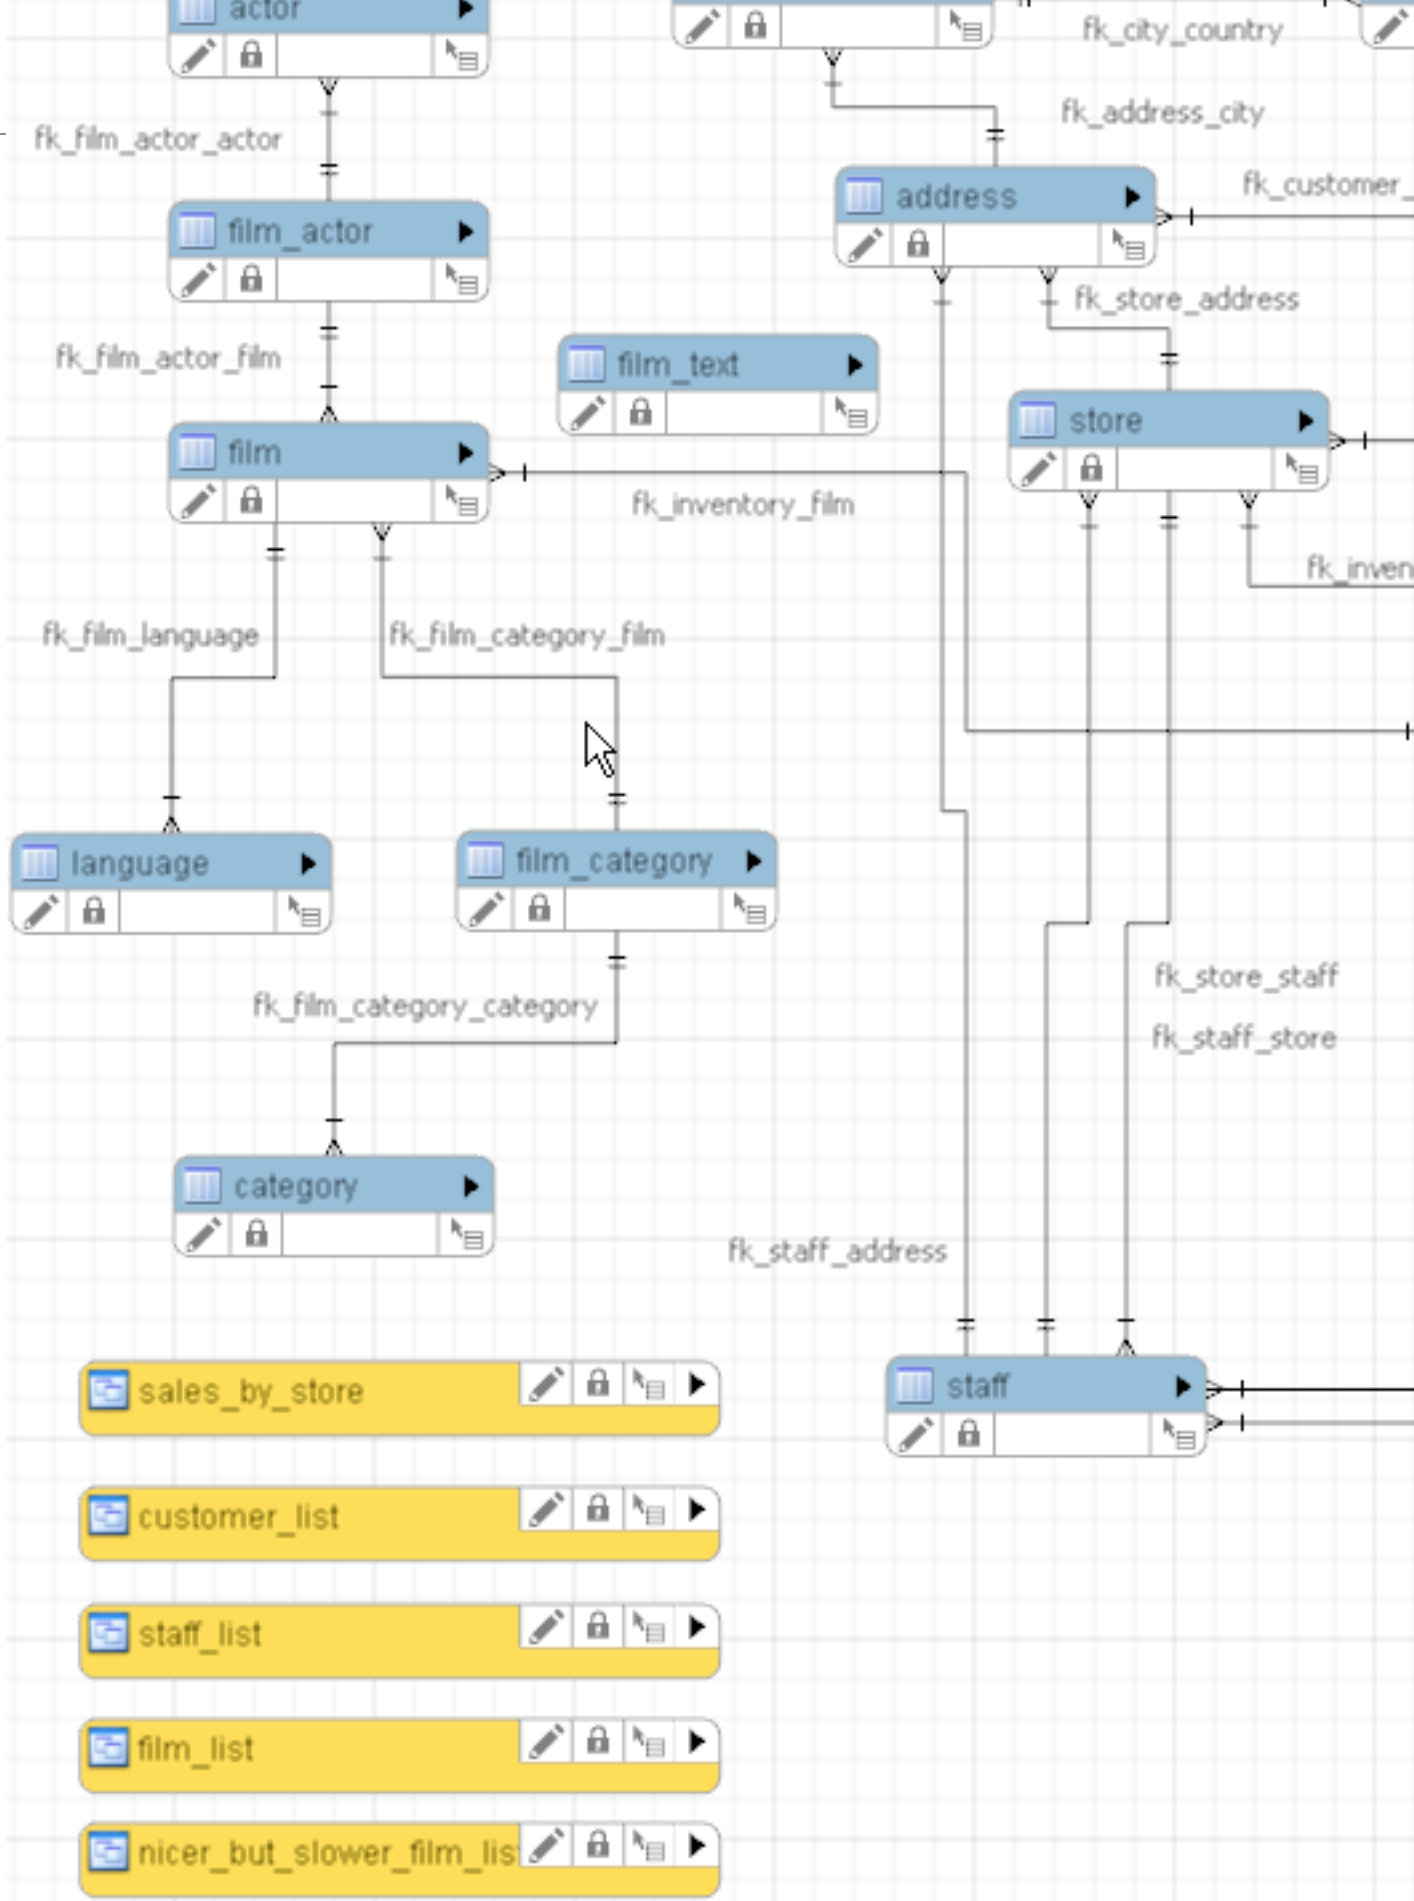 actor
fk_city_country
fk_address_city
fk_film_actor_actor
address
fk_customer_
film_actor
fk_store_address
fk_film_actor_film
film_text
store
film
fk_inventory_film
fk_inven
fk_film_language
fk_film_category_film
language
film_category
fk_store_staff
fk_film_category_category
fk_staff_store
category
fk_staff_address
staff
sales_by_store
customer_list
staff_list
film_list
nicer_but_slower_film_lis